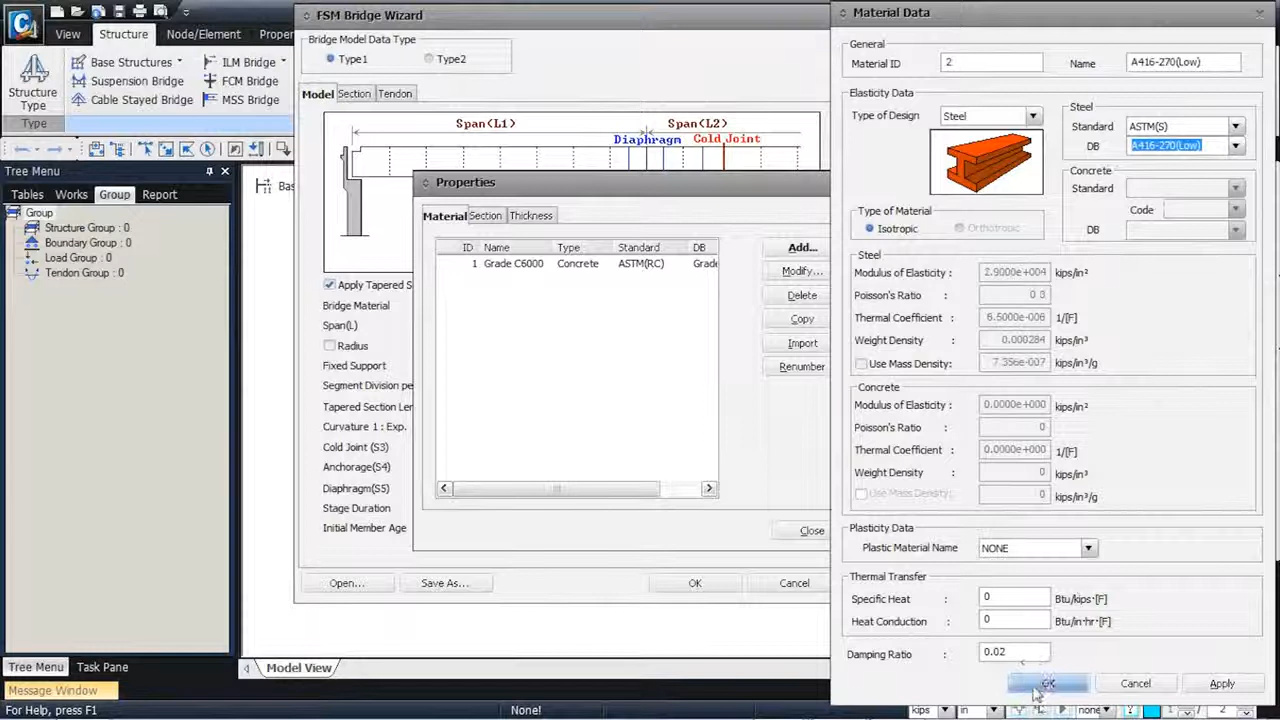 View
Structure
Node/Element
Proper
Structure
Type
Type
Base Structures
Suspension Bridge
Cable Stayed Bridge
ILM Bridge
FCM Bridge
MSS Bridge
Tree Menu
Tables
Works
Group
Report
Group
Structure Group : 0
Boundary Group : 0
Load Group : 0
Tendon Group : 0
Bas
Tree Menu
Task Pane
Message Window
For Help, press F1
Model View
None!
FSM Bridge Wizard
Bridge Model Data Type
Type1
Type2
Model
Section
Tendon
Span(L1)
Span(L2)
Diaphragm
Cold Joint
Apply Tapered S
Bridge Material
Span(L)
Radius
Fixed Support
Segment Division pe
Tapered Section Len
Curvature 1 : Exp.
Cold Joint (S3)
Anchorage(S4)
Diaphragm(S5)
Stage Duration
Initial Member Age
Open...
Save As...
OK
Cancel
Properties
Material
Section
Thickness
ID Name Type Standard DB
1 Grade C6000 Concrete ASTM(RC) Grade
Add...
Modify...
Delete
Copy
Import
Renumber
Close
Material Data
General
Material ID 2 Name A416-270(Low)
Elasticity Data
Type of Design Steel
Steel
Standard ASTM(S)
DB A416-270(Low)
Concrete
Standard
Code
DB
Type of Material
Isotropic
Orthotropic
Steel
Modulus of Elasticity : 2.9000e+004 kips/in²
Poisson's Ratio : 0.3
Thermal Coefficient : 6.5000e-006 1/[F]
Weight Density : 0.000284 kips/in³
Use Mass Density: 7.356e-007 kips/in³/g
Concrete
Modulus of Elasticity : 0.0000e+000 kips/in²
Poisson's Ratio : 0
Thermal Coefficient : 0.0000e+000 1/[F]
Weight Density : 0 kips/in³
Use Mass Density: 0 kips/in³/g
Plasticity Data
Plastic Material Name NONE
Thermal Transfer
Specific Heat : 0 Btu/kips·[F]
Heat Conduction : 0 Btu/in·hr·[F]
Damping Ratio : 0.02
OK
Cancel
Apply
kips
in
none
? 1 / 2